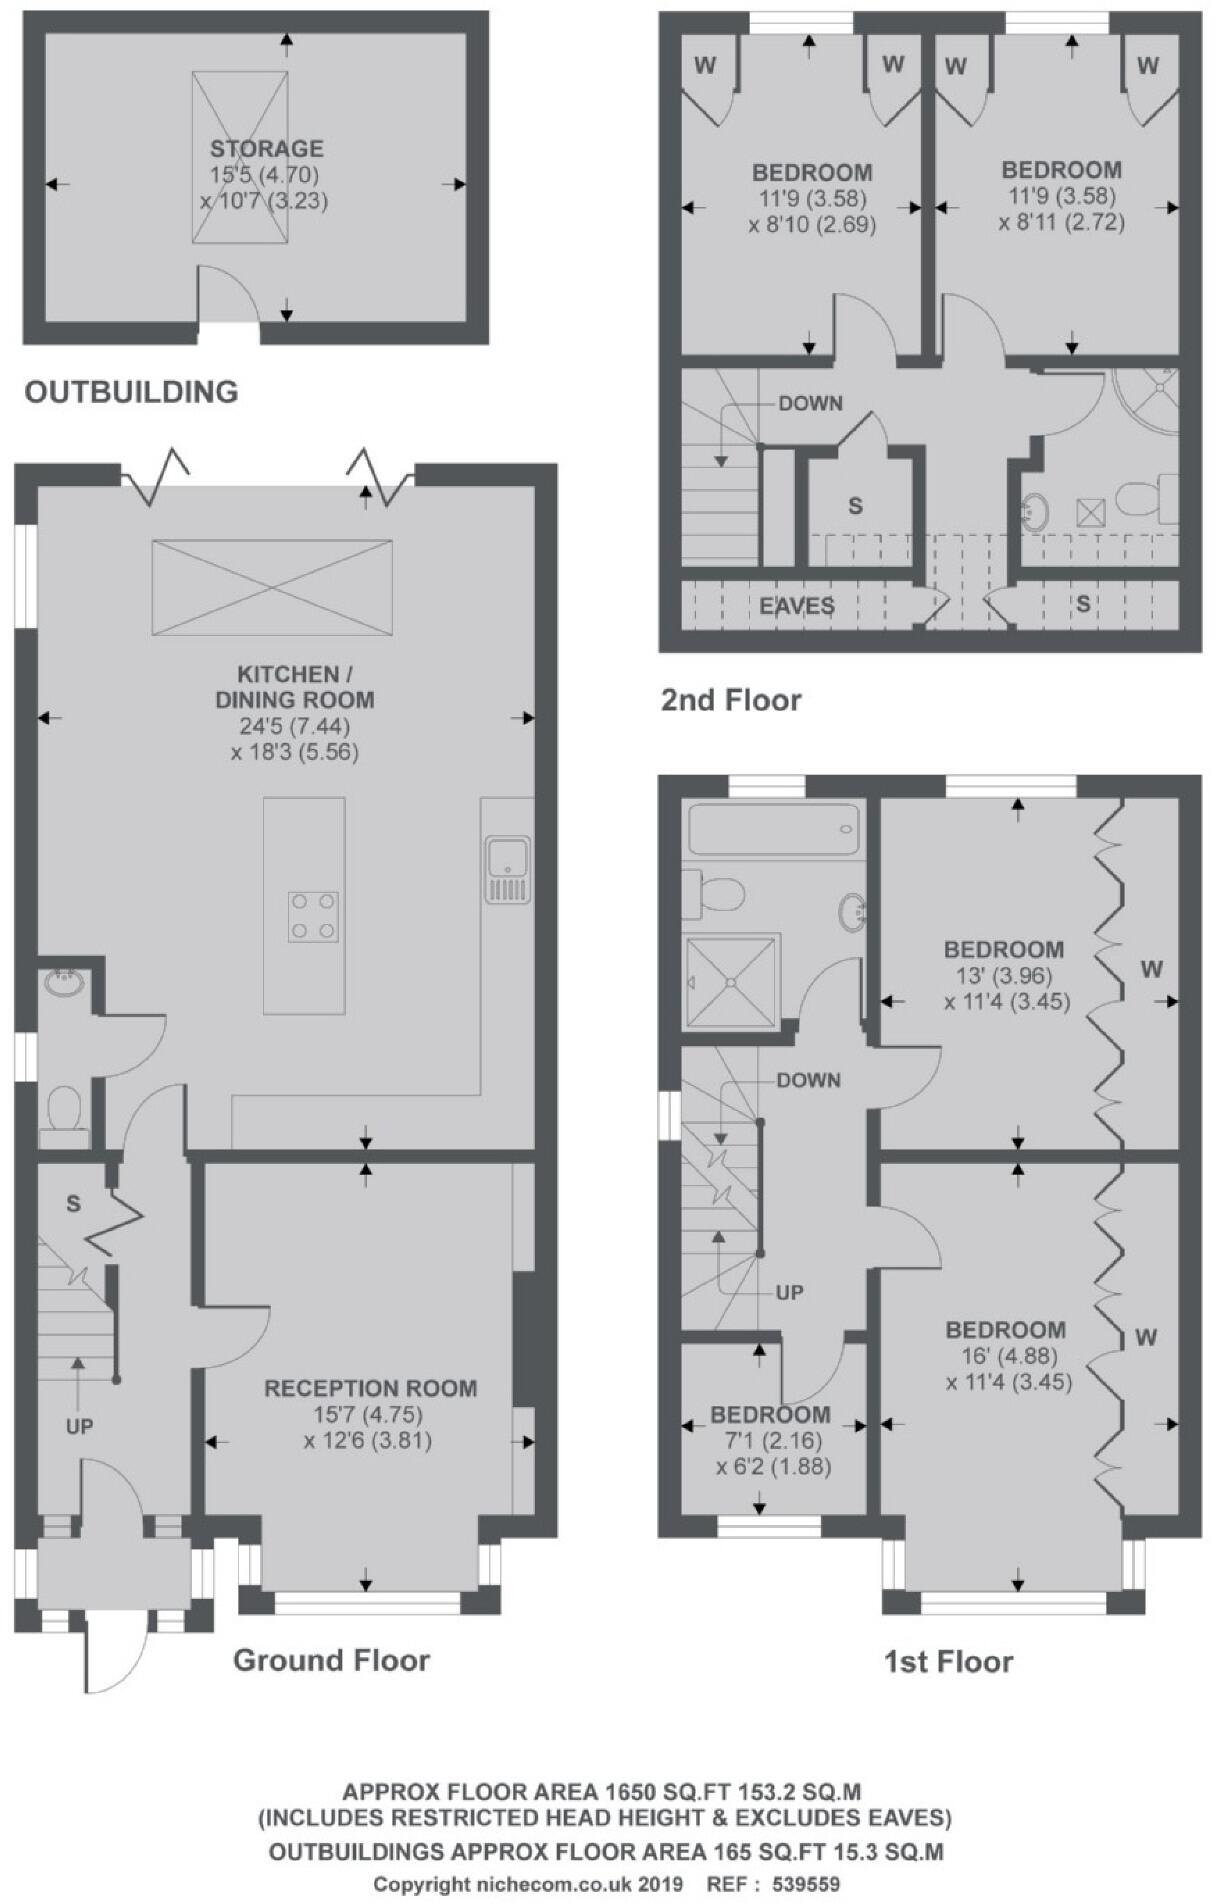 STORAGE
15'5 (4.70)
x 10'7 (3.23)
OUTBUILDING
W
W
W
W
BEDROOM
11'9 (3.58)
x 8'10 (2.69)
BEDROOM
11'9 (3.58)
x 8'11 (2.72)
DOWN
S
EAVES
S
2nd Floor
KITCHEN /
DINING ROOM
24'5 (7.44)
x 18'3 (5.56)
S
UP
RECEPTION ROOM
15'7 (4.75)
x 12'6 (3.81)
Ground Floor
BEDROOM
13' (3.96)
x 11'4 (3.45)
W
DOWN
UP
BEDROOM
16' (4.88)
x 11'4 (3.45)
W
BEDROOM
7'1 (2.16)
x 6'2 (1.88)
1st Floor
APPROX FLOOR AREA 1650 SQ.FT 153.2 SQ.M
(INCLUDES RESTRICTED HEAD HEIGHT & EXCLUDES EAVES)
OUTBUILDINGS APPROX FLOOR AREA 165 SQ.FT 15.3 SQ.M
Copyright nichecom.co.uk 2019 REF : 539559